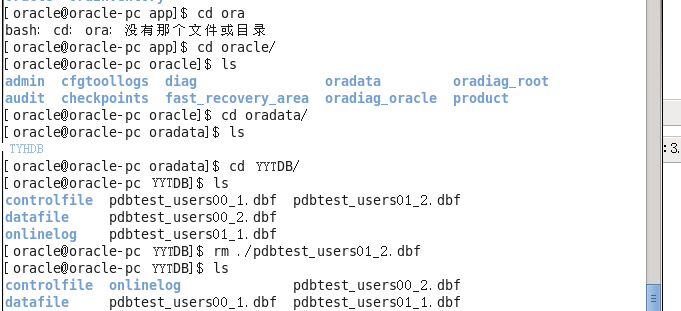 [oracle@oracle-pc app]$ cd ora
bash: cd: ora: 没有那个文件或目录
[oracle@oracle-pc app]$ cd oracle/
[oracle@oracle-pc oracle]$ ls
admin cfgtoollogs diag oradata oradiag_root
audit checkpoints fast_recovery_area oradiag_oracle product
[oracle@oracle-pc oracle]$ cd oradata/
[oracle@oracle-pc oradata]$ ls
TYHDB
[oracle@oracle-pc oradata]$ cd YYTDB/
[oracle@oracle-pc YYTDB]$ ls
controlfile pdbtest_users00_1.dbf pdbtest_users01_2.dbf
datafile pdbtest_users00_2.dbf
onlinelog pdbtest_users01_1.dbf
[oracle@oracle-pc YYTDB]$ rm ./pdbtest_users01_2.dbf
[oracle@oracle-pc YYTDB]$ ls
controlfile onlinelog pdbtest_users00_2.dbf
datafile pdbtest_users00_1.dbf pdbtest_users01_1.dbf
:3.